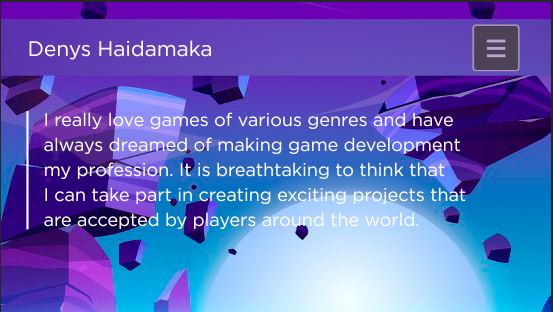 Denys Haidamaka
I really love games of various genres and have
always dreamed of making game development
my profession. It is breathtaking to think that
I can take part in creating exciting projects that
are accepted by players around the world.